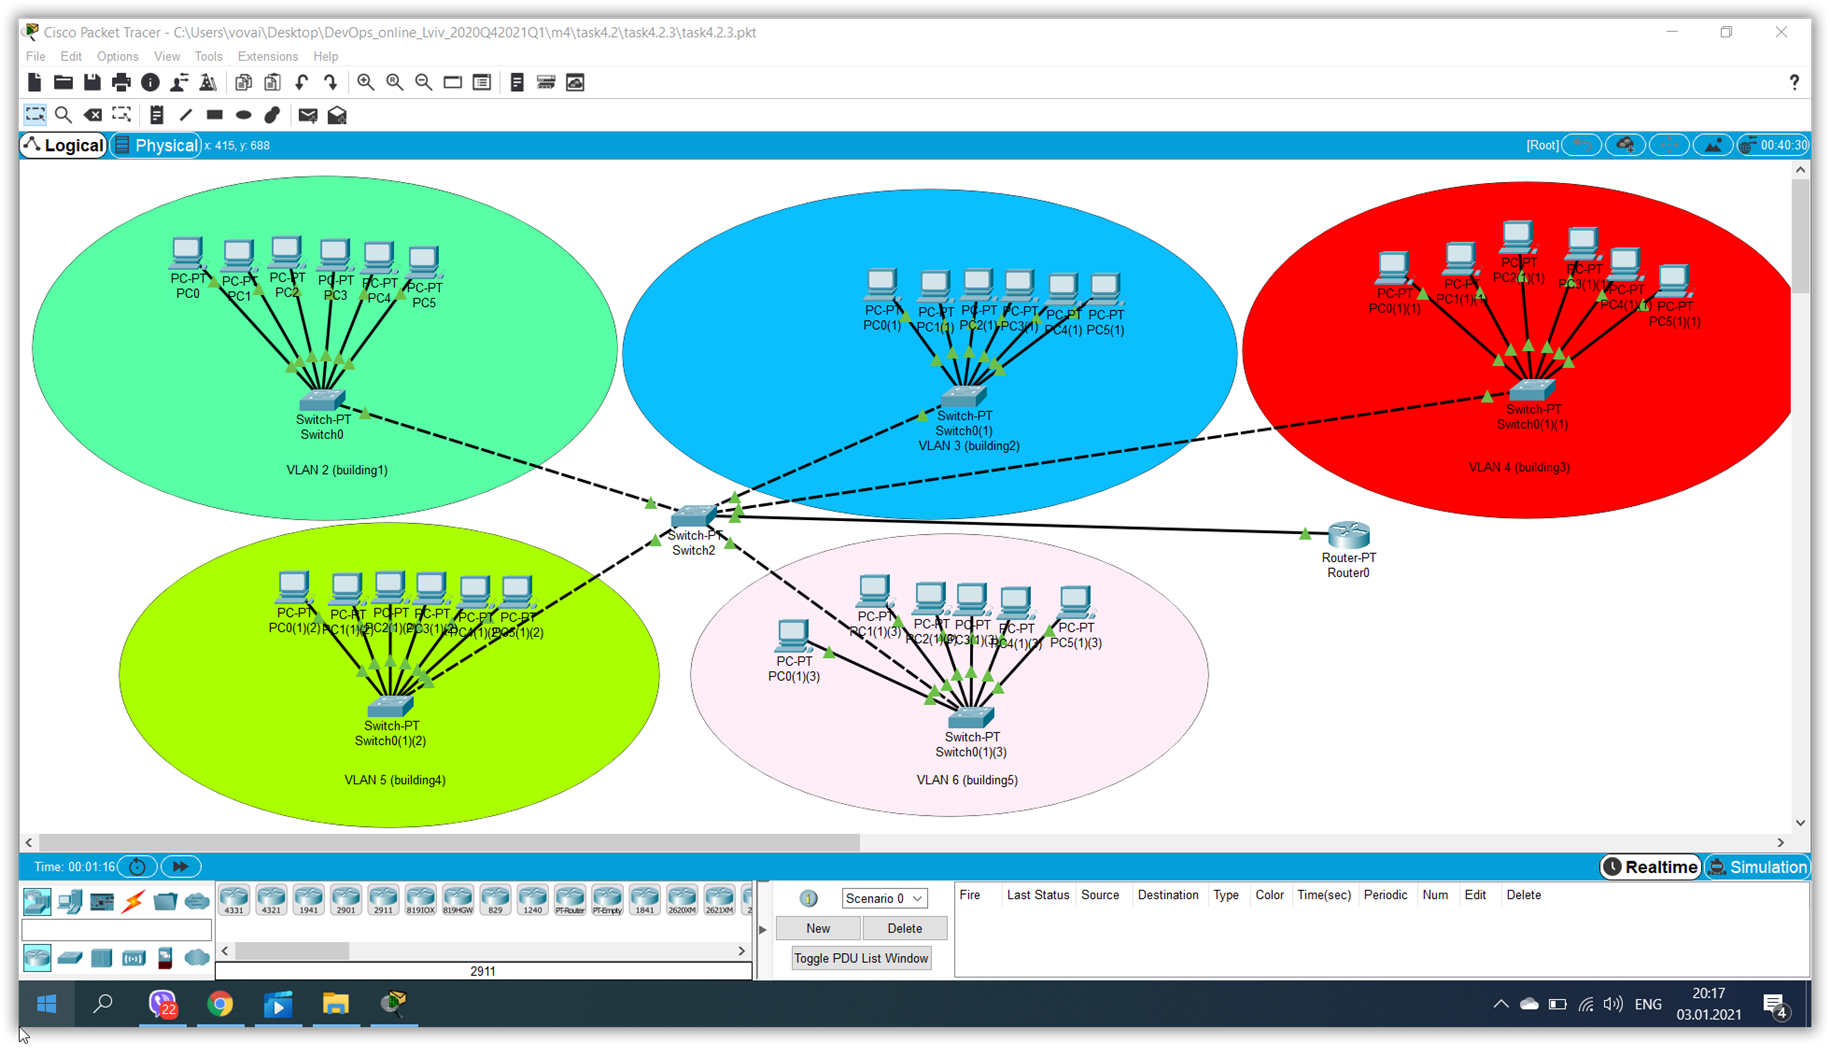 Cisco Packet Tracer - C:\Users\vovai\Desktop\DevOps_online_Lviv_2020Q42021Q1\m4\task4.2\task4.2.3\task4.2.3.pkt
File Edit Options View Tools Extensions Help
?
Logical Physical x: 415, y: 688 [Root] 00:40:30
PC-PT
PC0
PC-PT
PC1
PC-PT
PC2
PC-PT
PC3
PC-PT
PC4
PC-PT
PC5
Switch-PT
Switch0
VLAN 2 (building1)
PC-PT
PC0(1)
PC-PT
PC1(1)
PC-PT
PC2(1)
PC-PT
PC3(1)
PC-PT
PC4(1)
PC-PT
PC5(1)
Switch-PT
Switch0(1)
VLAN 3 (building2)
PC-PT
PC0(1)(1)
PC-PT
PC1(1)(1)
PC-PT
PC2(1)(1)
PC-PT
PC3(1)(1)
PC-PT
PC4(1)(1)
PC-PT
PC5(1)(1)
Switch-PT
Switch0(1)(1)
VLAN 4 (building3)
Switch-PT
Switch2
Router-PT
Router0
PC-PT
PC0(1)(2)
PC-PT
PC1(1)(2)
PC-PT
PC2(1)(2)
PC-PT
PC3(1)(2)
PC-PT
PC4(1)(2)
PC-PT
PC5(1)(2)
Switch-PT
Switch0(1)(2)
VLAN 5 (building4)
PC-PT
PC0(1)(3)
PC-PT
PC1(1)(3)
PC-PT
PC2(1)(3)
PC-PT
PC3(1)(3)
PC-PT
PC4(1)(3)
PC-PT
PC5(1)(3)
Switch-PT
Switch0(1)(3)
VLAN 6 (building5)
Time: 00:01:16 Realtime Simulation
4331 4321 1941 2901 2911 819IOX 819HGW 829 1240 PT-Router PT-Empty 1841 2620XM 2621XM 2
2911
Scenario 0
New Delete
Toggle PDU List Window
Fire Last Status Source Destination Type Color Time(sec) Periodic Num Edit Delete
22
ENG
20:17
03.01.2021
4